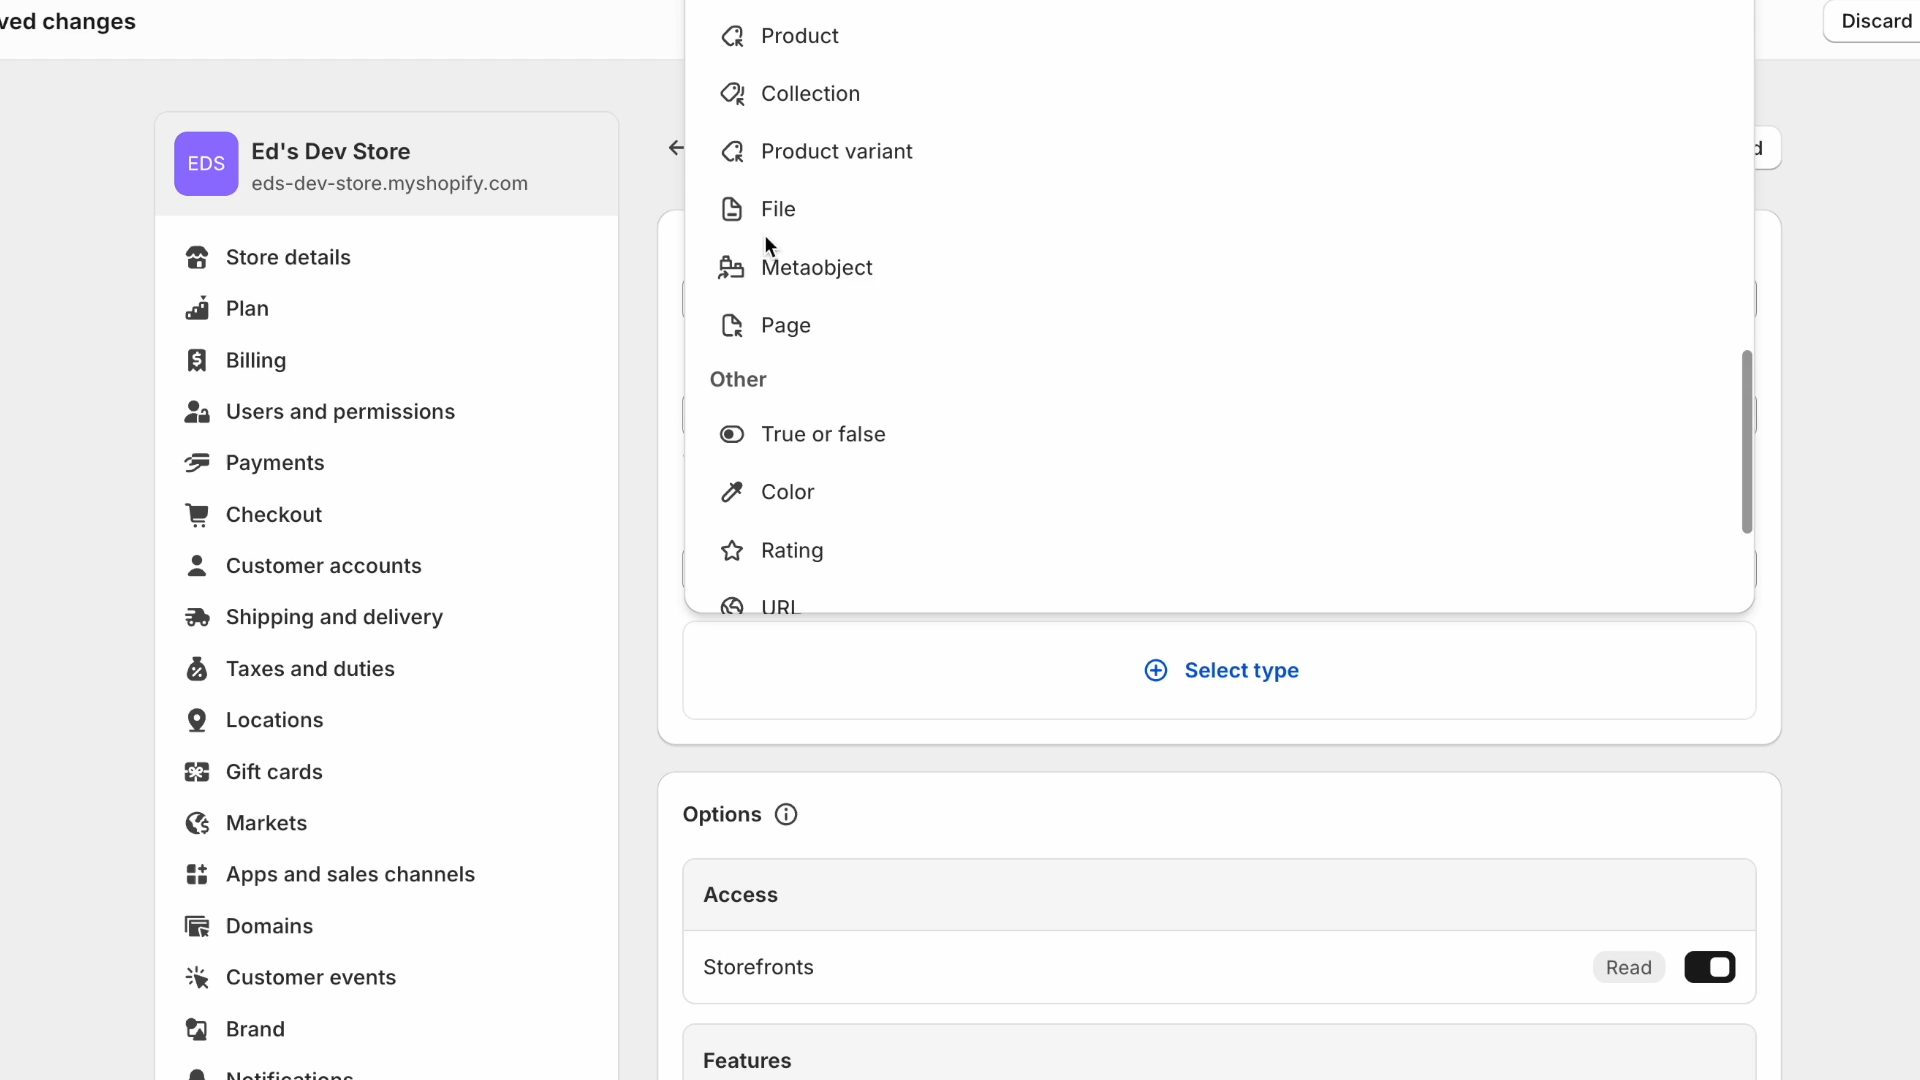 ved changes
Discard
EDS
Ed's Dev Store
eds-dev-store.myshopify.com
Store details
Plan
Billing
Users and permissions
Payments
Checkout
Customer accounts
Shipping and delivery
Taxes and duties
Locations
Gift cards
Markets
Apps and sales channels
Domains
Customer events
Brand
Notifications
Product
Collection
Product variant
File
Metaobject
Page
Other
True or false
Color
Rating
URL
d
Select type
Options
Access
Storefronts
Read
Features